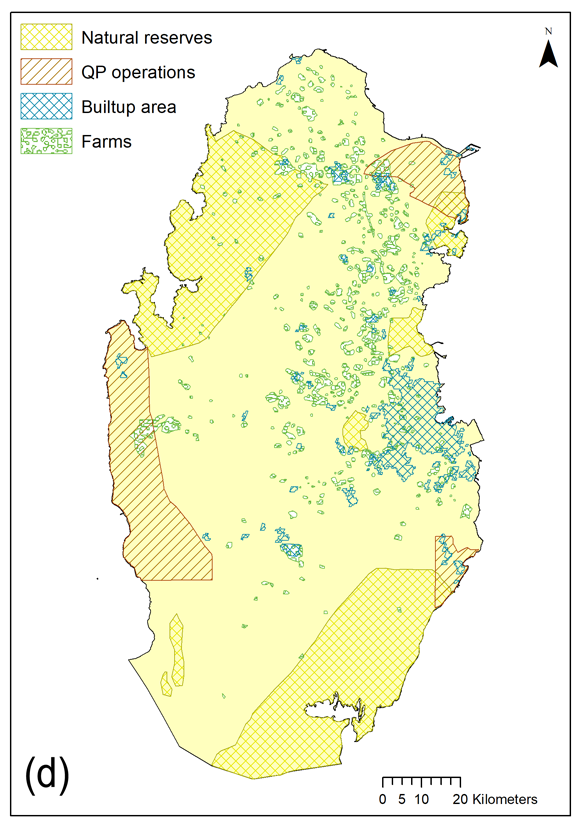 Natural reserves
N
QP operations
Builtup area
Farms
(d)
0 5 10 20 Kilometers